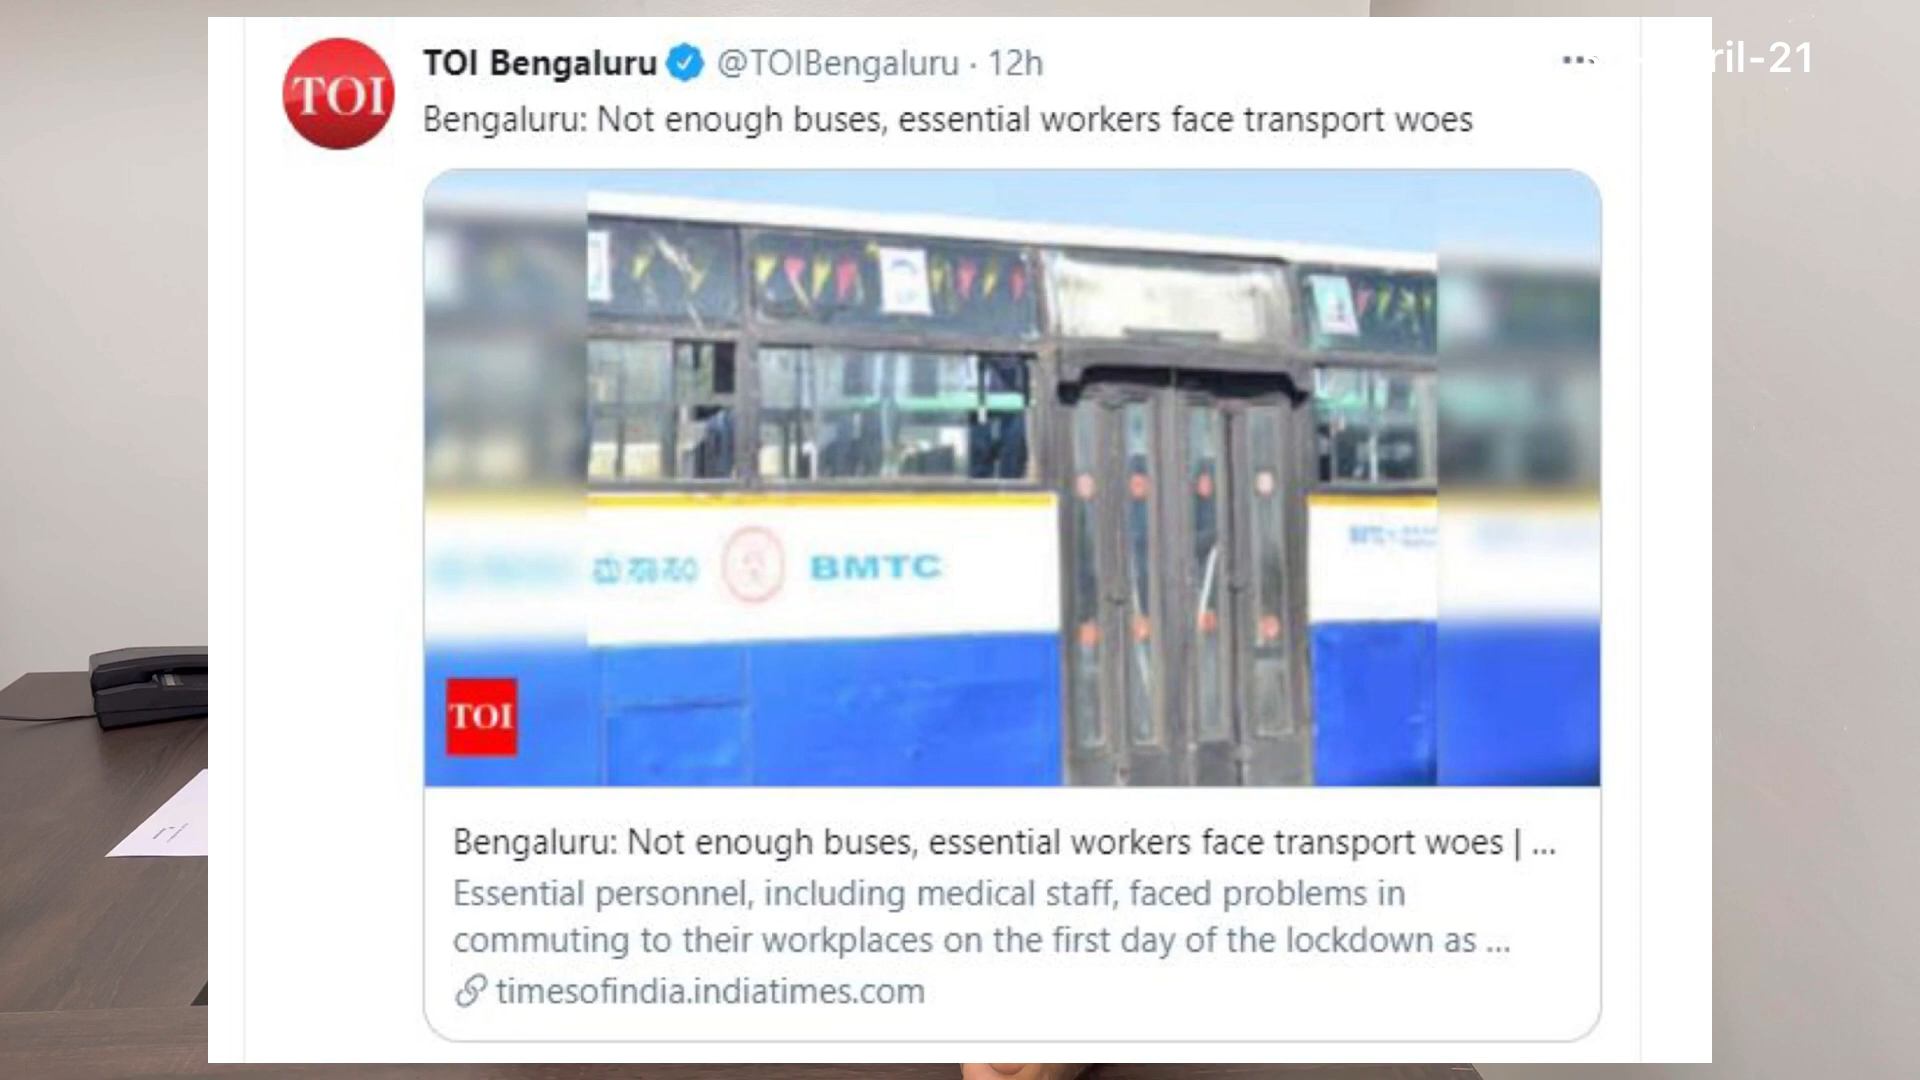 TOI
TOI Bengaluru @TOIBengaluru · 12h
ril-21
Bengaluru: Not enough buses, essential workers face transport woes
BMTC
TOI
Bengaluru: Not enough buses, essential workers face transport woes | ...
Essential personnel, including medical staff, faced problems in
commuting to their workplaces on the first day of the lockdown as ...
timesofindia.indiatimes.com